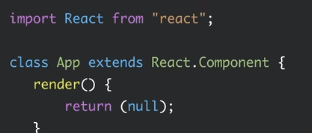 import React from "react";
class App extends React.Component {
render() {
return (null);
}